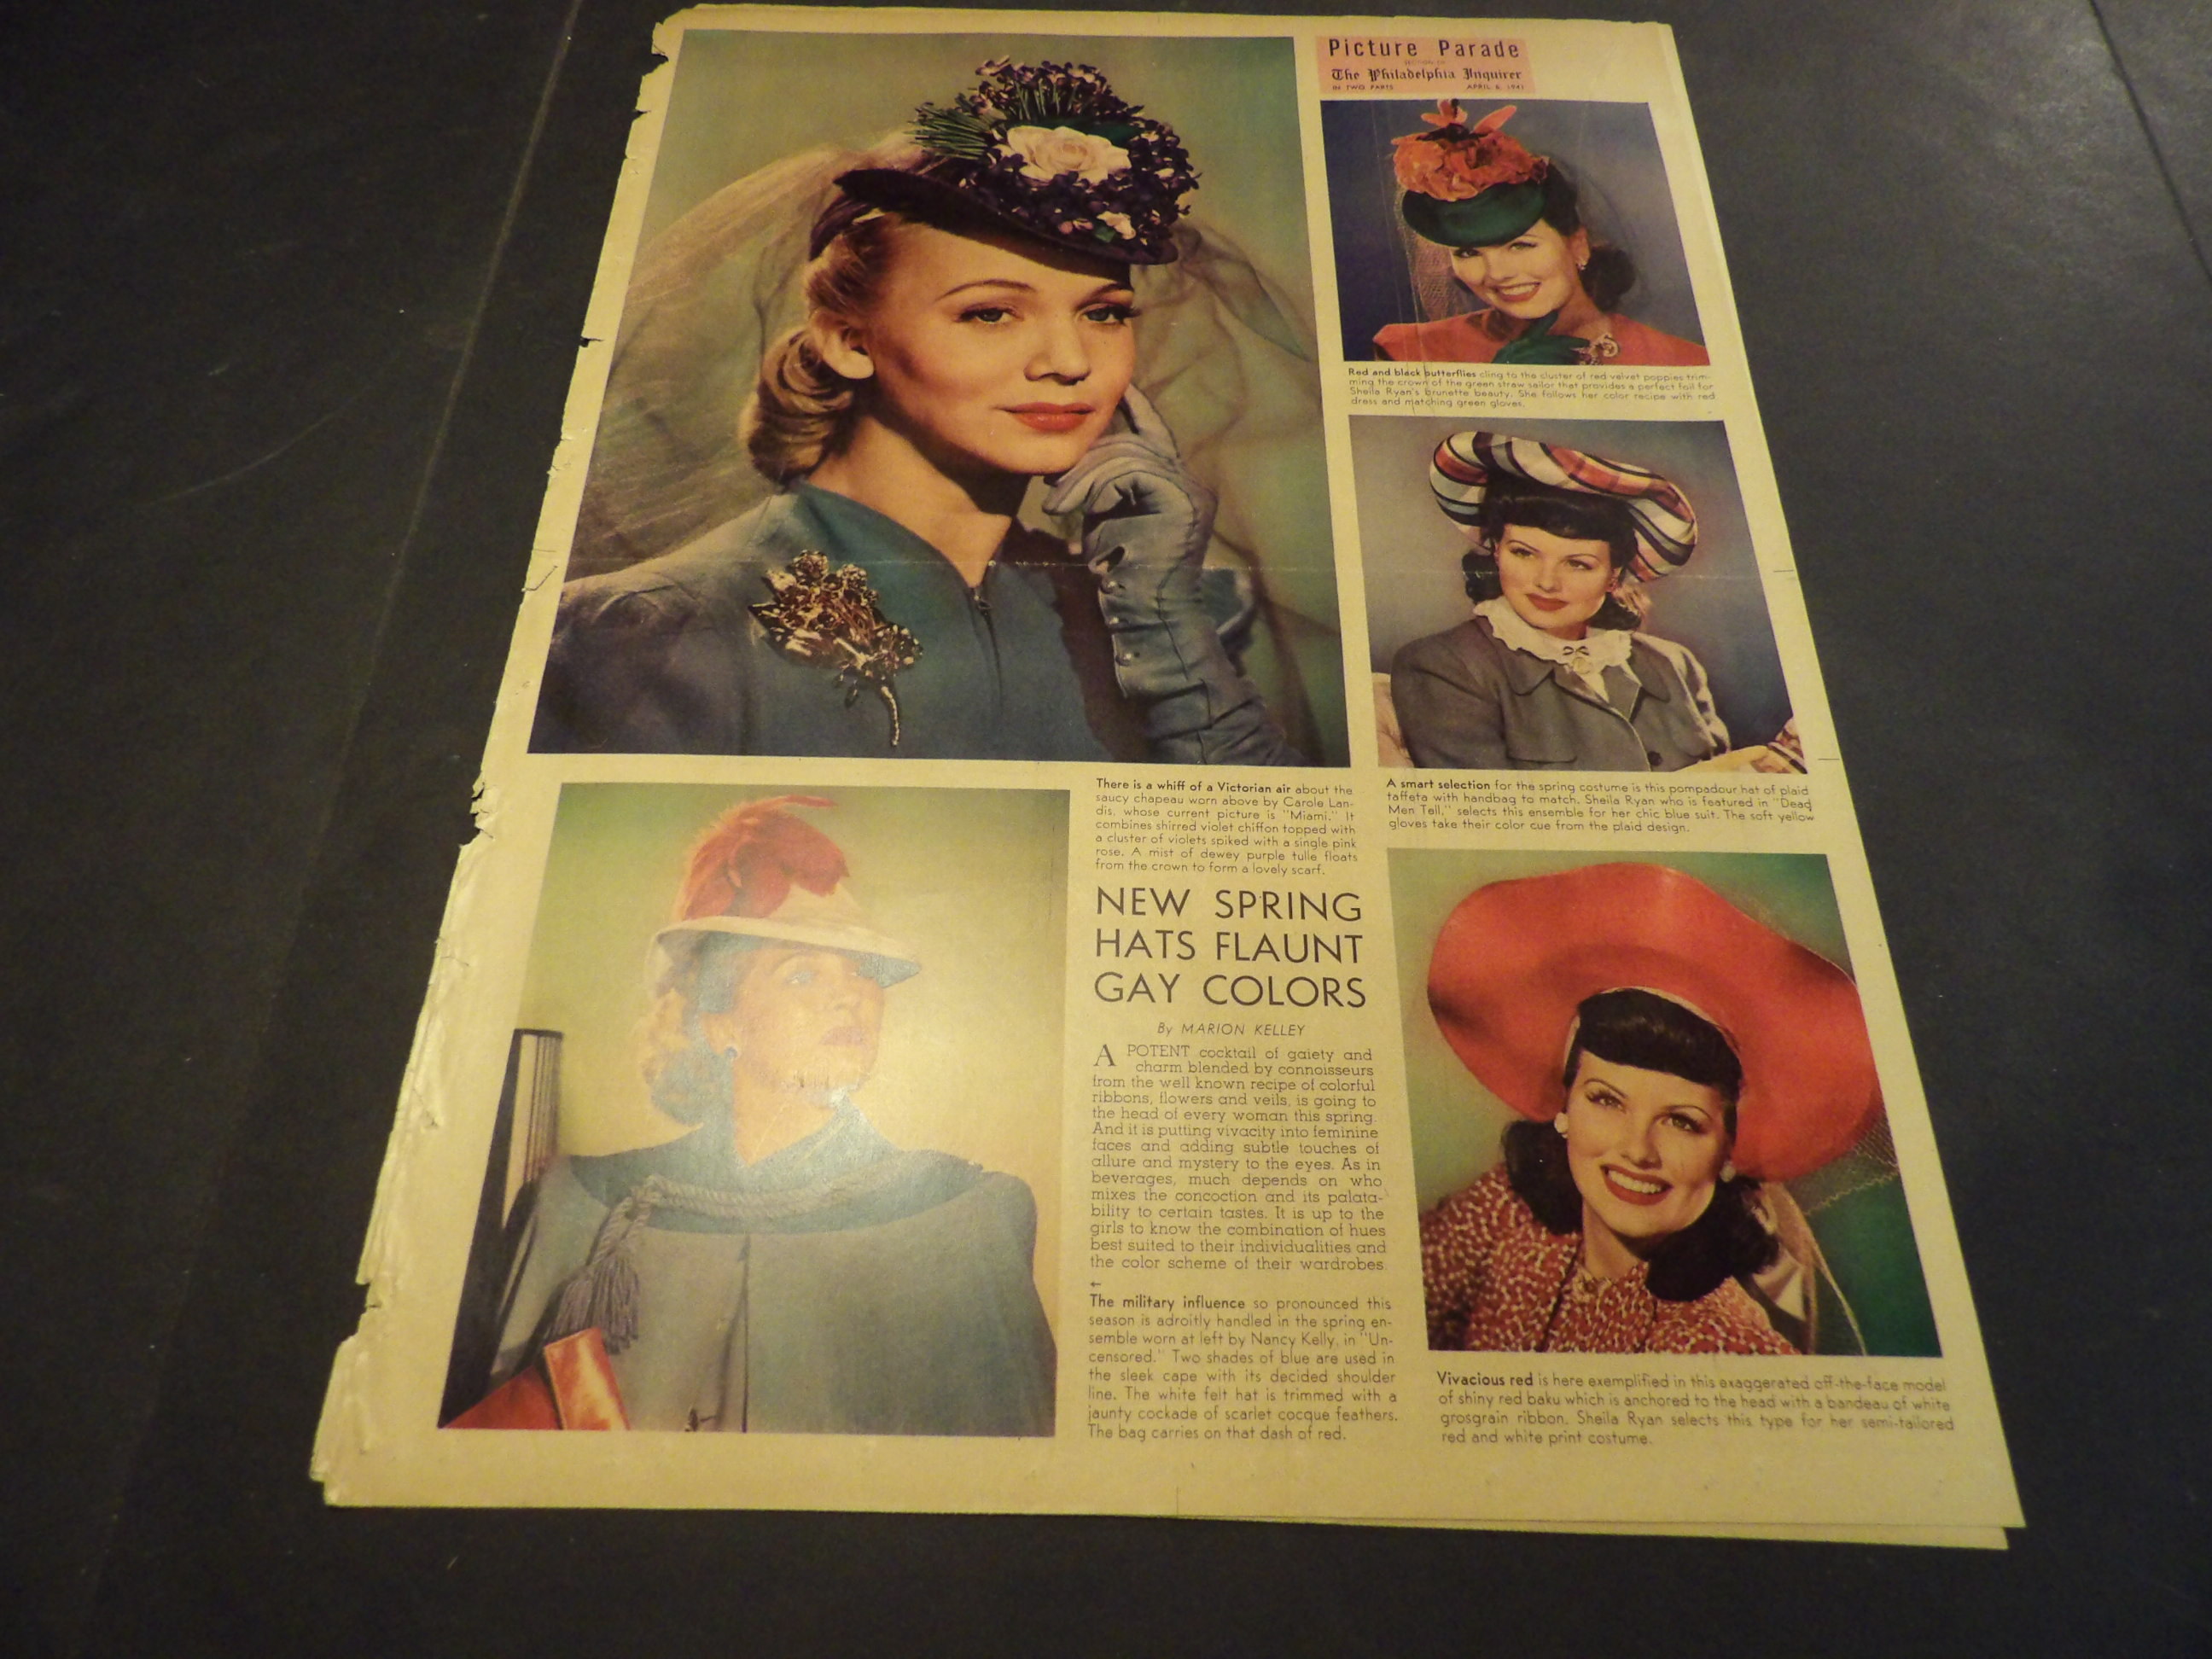 Picture Parade
SECTION OF
The Philadelphia Inquirer
IN TWO PARTS APRIL 6, 1941
Red and black butterflies cling to the cluster of red velvet poppies trim-
ming the crown of the green straw sailor that provides a perfect foil for
Sheila Ryan's brunette beauty. She follows her color recipe with red
dress and matching green gloves.
There is a whiff of a Victorian air about the
saucy chapeau worn above by Carole Lan-
dis, whose current picture is "Miami." It
combines shirred violet chiffon topped with
a cluster of violets spiked with a single pink
rose. A mist of dewey purple tulle floats
from the crown to form a lovely scarf.
A smart selection for the spring costume is this pompadour hat of plaid
taffeta with handbag to match. Sheila Ryan who is featured in "Dead
Men Tell," selects this ensemble for her chic blue suit. The soft yellow
gloves take their color cue from the plaid design.
NEW SPRING
HATS FLAUNT
GAY COLORS
By MARION KELLEY
A POTENT cocktail of gaiety and
charm blended by connoisseurs
from the well known recipe of colorful
ribbons, flowers and veils, is going to
the head of every woman this spring.
And it is putting vivacity into feminine
faces and adding subtle touches of
allure and mystery to the eyes. As in
beverages, much depends on who
mixes the concoction and its palata-
bility to certain tastes. It is up to the
girls to know the combination of hues
best suited to their individualities and
the color scheme of their wardrobes.
←
The military influence so pronounced this
season is adroitly handled in the spring en-
semble worn at left by Nancy Kelly, in "Un-
censored." Two shades of blue are used in
the sleek cape with its decided shoulder
line. The white felt hat is trimmed with a
jaunty cockade of scarlet cocque feathers.
The bag carries on that dash of red.
Vivacious red is here exemplified in this exaggerated off-the-face model
of shiny red baku which is anchored to the head with a bandeau of white
grosgrain ribbon. Sheila Ryan selects this type for her semi-tailored
red and white print costume.